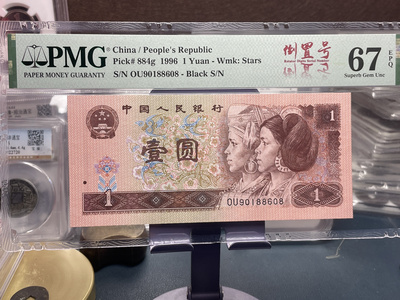 PMG
PAPER MONEY GUARANTY
China / People's Republic
Pick# 884g 1996 1 Yuan - Wmk: Stars
S/N OU90188608 - Black S/N
倒置号
67 EPQ
Superb Gem Unc
中国人民银行
1
壹圆
1
1
OU90188608